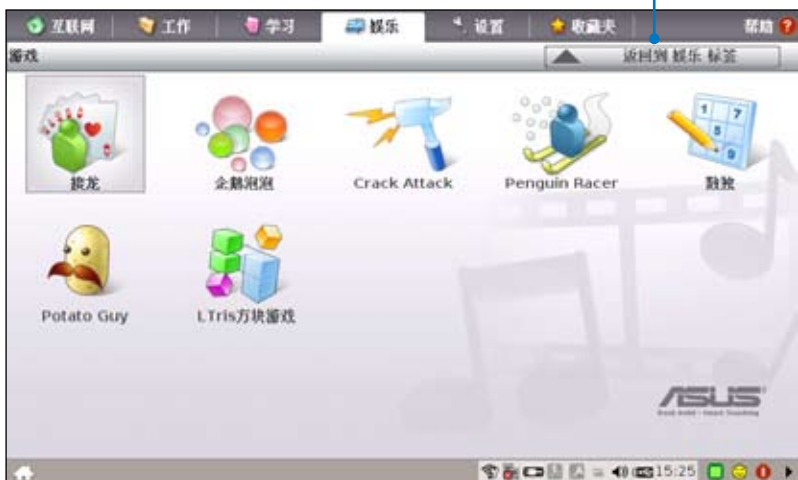 互联网 工作 学习 娱乐 设置 收藏夹 帮助
游戏 返回到 娱乐 标签
接龙 企鹅泡泡 Crack Attack Penguin Racer 数独
Potato Guy LTris方块游戏
ASUS
15:25